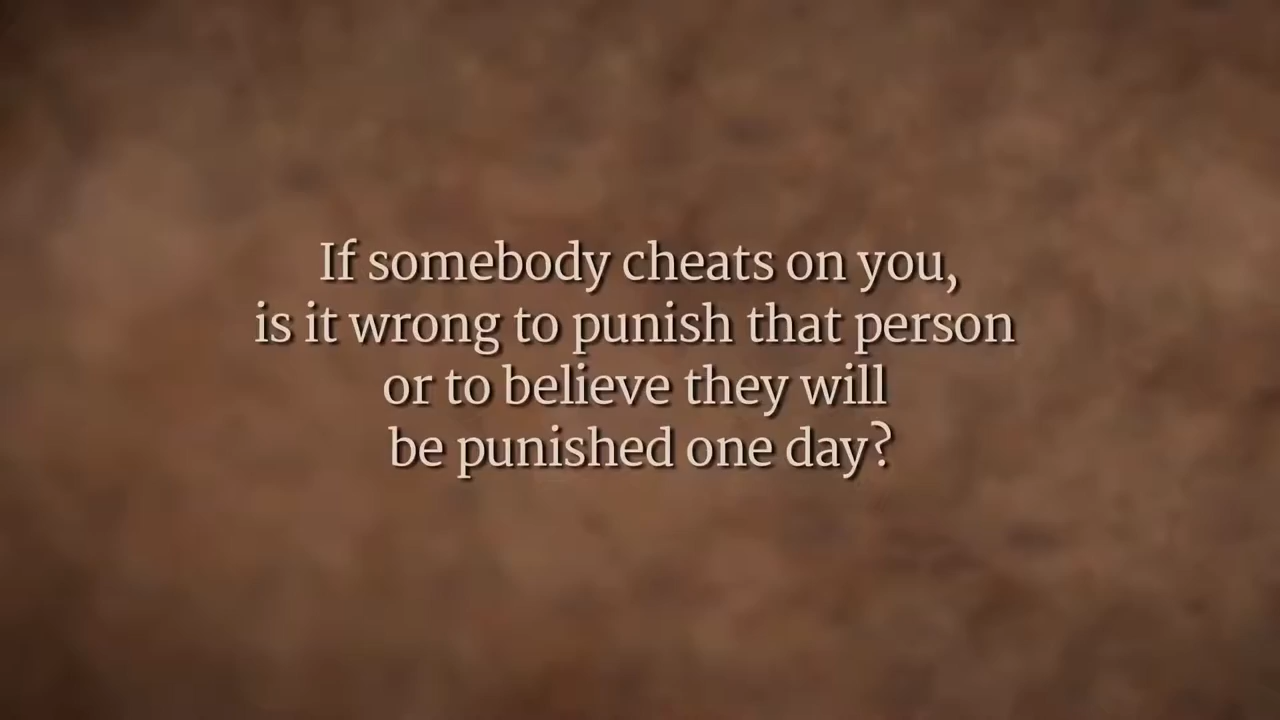 If somebody cheats on you,
is it wrong to punish that person
or to believe they will
be punished one day?